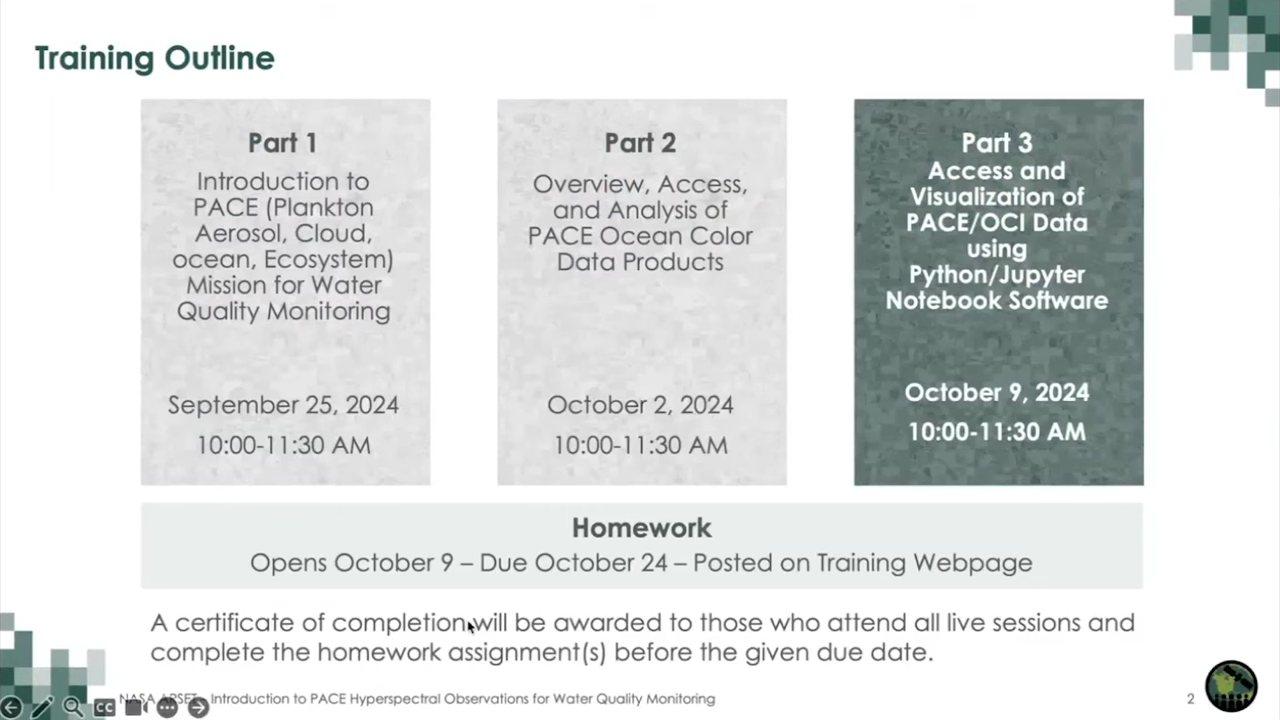 Training Outline
Part 1
Introduction to
PACE (Plankton
Aerosol, Cloud,
ocean, Ecosystem)
Mission for Water
Quality Monitoring
September 25, 2024
10:00-11:30 AM
Part 2
Overview, Access,
and Analysis of
PACE Ocean Color
Data Products
October 2, 2024
10:00-11:30 AM
Part 3
Access and
Visualization of
PACE/OCI Data
using
Python/Jupyter
Notebook Software
October 9, 2024
10:00-11:30 AM
Homework
Opens October 9 – Due October 24 – Posted on Training Webpage
A certificate of completion will be awarded to those who attend all live sessions and
complete the homework assignment(s) before the given due date.
NASA ARSET – Introduction to PACE Hyperspectral Observations for Water Quality Monitoring
2
CC